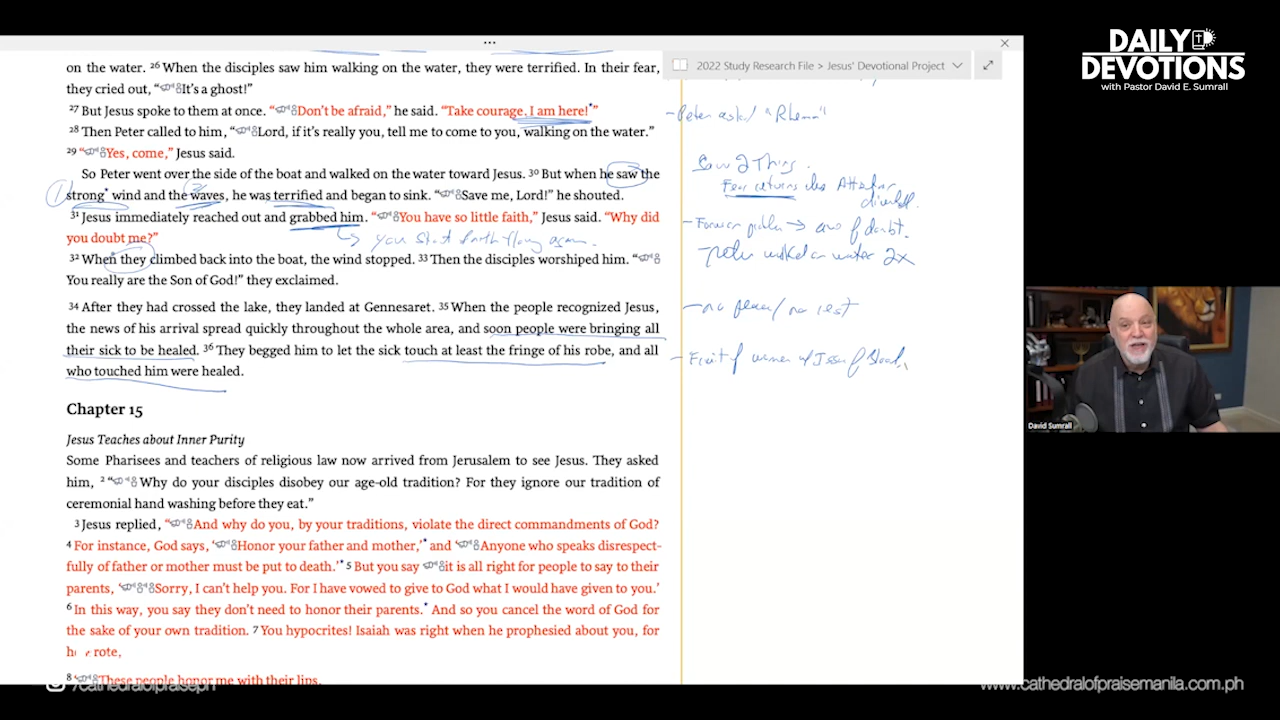 DAILY
DEVOTIONS
with Pastor David E. Sumrall
2022 Study Research File > Jesus' Devotional Project
on the water. 26 When the disciples saw him walking on the water, they were terrified. In their fear,
they cried out, “It's a ghost!”
27 But Jesus spoke to them at once. “Don't be afraid,” he said. “Take courage. I am here!*”
28 Then Peter called to him, “Lord, if it's really you, tell me to come to you, walking on the water.”
29 “Yes, come,” Jesus said.
So Peter went over the side of the boat and walked on the water toward Jesus. 30 But when he saw the
strong* wind and the waves, he was terrified and began to sink. “Save me, Lord!” he shouted.
31 Jesus immediately reached out and grabbed him. “You have so little faith,” Jesus said. “Why did
you doubt me?”
you start faith flowing again.
32 When they climbed back into the boat, the wind stopped. 33 Then the disciples worshiped him. “
You really are the Son of God!” they exclaimed.
34 After they had crossed the lake, they landed at Gennesaret. 35 When the people recognized Jesus,
the news of his arrival spread quickly throughout the whole area, and soon people were bringing all
their sick to be healed. 36 They begged him to let the sick touch at least the fringe of his robe, and all
who touched him were healed.
Chapter 15
Jesus Teaches about Inner Purity
Some Pharisees and teachers of religious law now arrived from Jerusalem to see Jesus. They asked
him, 2 “Why do your disciples disobey our age-old tradition? For they ignore our tradition of
ceremonial hand washing before they eat.”
3 Jesus replied, “And why do you, by your traditions, violate the direct commandments of God?
4 For instance, God says, ‘Honor your father and mother,’* and ‘Anyone who speaks disrespect-
fully of father or mother must be put to death.’* 5 But you say it is all right for people to say to their
parents, ‘Sorry, I can't help you. For I have vowed to give to God what I would have given to you.’
6 In this way, you say they don't need to honor their parents.* And so you cancel the word of God for
the sake of your own tradition. 7 You hypocrites! Isaiah was right when he prophesied about you, for
rote,
8 ‘These people honor me with their lips,
- Peter asked / "Rhema"
Saw 2 Things.
Fear returns when Attention
- Focus on problem → area of doubt.
Peter walked on water 2x
- no peace / no rest
- Fruit of woman w/ Issue of Blood.
David Sumrall
/cathedralofpraiseph
www.cathedralofpraisemanila.com.ph